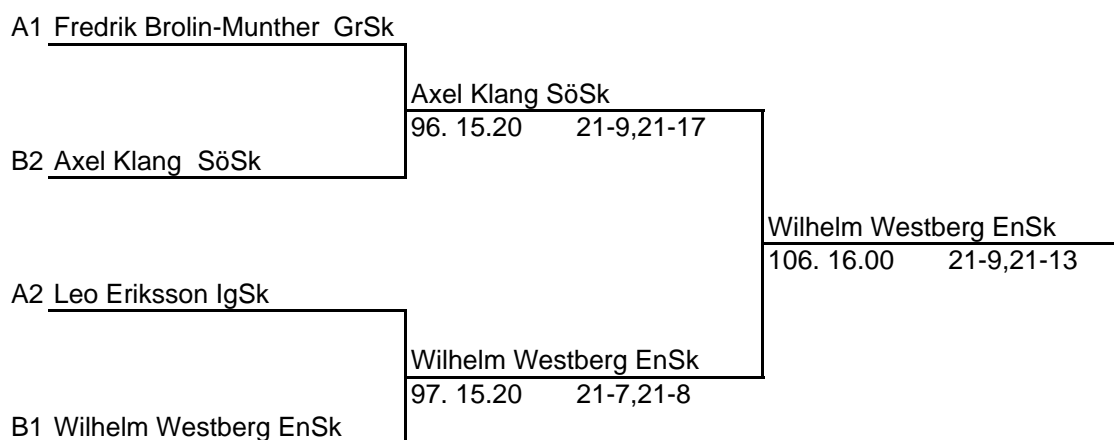 A1 Fredrik Brolin-Munther GrSk
Axel Klang SöSk
96. 15.20 21-9,21-17
B2 Axel Klang SöSk
Wilhelm Westberg EnSk
106. 16.00 21-9,21-13
A2 Leo Eriksson IgSk
Wilhelm Westberg EnSk
97. 15.20 21-7,21-8
B1 Wilhelm Westberg EnSk